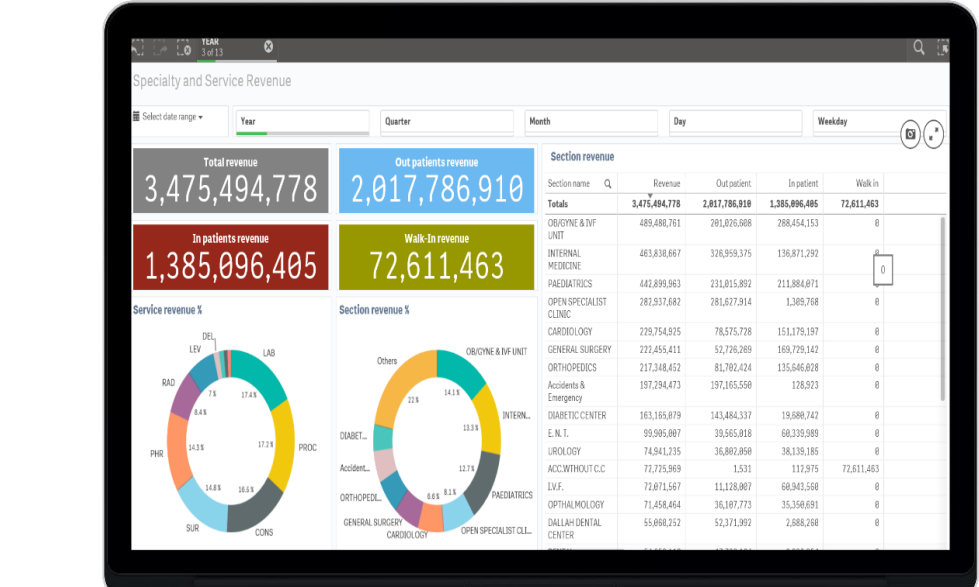 YEAR
3 of 13
Specialty and Service Revenue
Select date range
Year
Quarter
Month
Day
Weekday
Total revenue
3,475,494,778
Out patients revenue
2,017,786,910
In patients revenue
1,385,096,405
Walk-In revenue
72,611,463
Service revenue %
DEL
LEV
LAB
RAD
PHR
PROC
SUR
CONS
7 %
17.4 %
8.4 %
14.3 %
17.2 %
14.8 %
16.5 %
Section revenue %
Others
OB/GYNE & IVF UNIT
INTERN...
DIABET...
Accident...
ORTHOPEDI...
GENERAL SURGERY
CARDIOLOGY
OPEN SPECIALIST CLI...
PAEDIATRICS
22 %
14.1 %
13.3 %
12.7 %
8.1 %
6.6 %
Section revenue
Section name Revenue Out patient In patient Walk in
Totals 3,475,494,778 2,017,786,910 1,385,096,405 72,611,463
OB/GYNE & IVF UNIT 489,480,761 201,026,608 288,454,153 0
INTERNAL MEDICINE 463,830,667 326,959,375 136,871,292 0
PAEDIATRICS 442,899,963 231,015,892 211,884,071
OPEN SPECIALIST CLINIC 282,937,682 281,627,914 1,309,768 0
CARDIOLOGY 229,754,925 78,575,728 151,179,197 0
GENERAL SURGERY 222,455,411 52,726,269 169,729,142 0
ORTHOPEDICS 217,348,452 81,702,424 135,646,028 0
Accidents & Emergency 197,294,473 197,165,550 128,923 0
DIABETIC CENTER 163,165,079 143,484,337 19,680,742 0
E.N.T. 99,905,007 39,565,018 60,339,989 0
UROLOGY 74,941,235 36,802,050 38,139,185 0
ACC.WITHOUT C.C 72,725,969 1,531 112,975 72,611,463
I.V.F. 72,071,567 11,128,007 60,943,560 0
OPTHALMOLOGY 71,458,464 36,107,773 35,350,691 0
DALLAH DENTAL CENTER 55,060,252 52,371,992 2,688,260 0
0